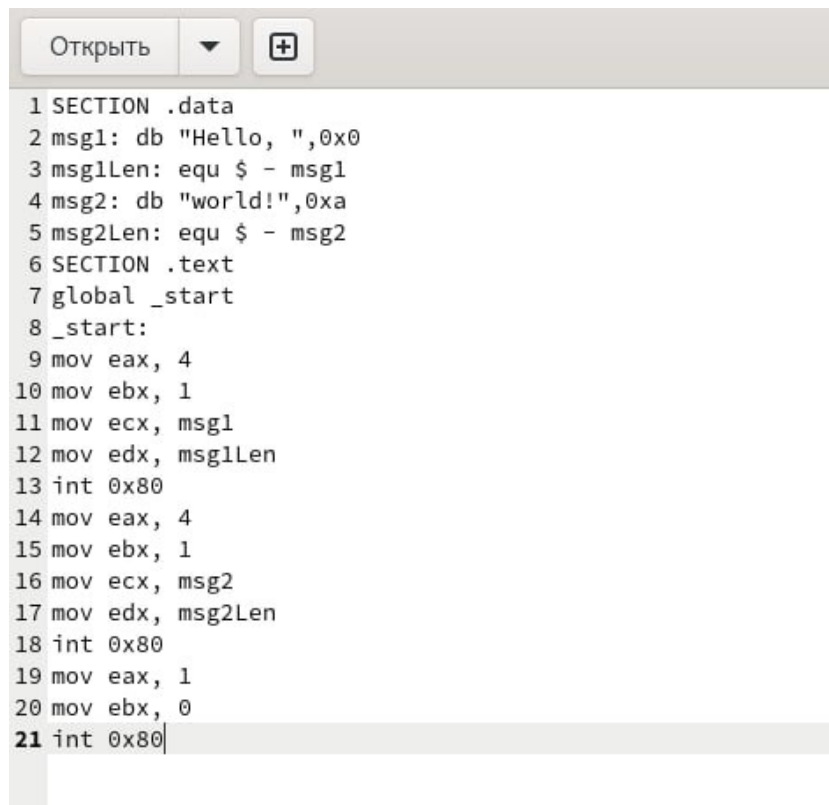 Открыть
1 SECTION .data
2 msg1: db "Hello, ",0x0
3 msg1Len: equ $ - msg1
4 msg2: db "world!",0xa
5 msg2Len: equ $ - msg2
6 SECTION .text
7 global _start
8 _start:
9 mov eax, 4
10 mov ebx, 1
11 mov ecx, msg1
12 mov edx, msg1Len
13 int 0x80
14 mov eax, 4
15 mov ebx, 1
16 mov ecx, msg2
17 mov edx, msg2Len
18 int 0x80
19 mov eax, 1
20 mov ebx, 0
21 int 0x80